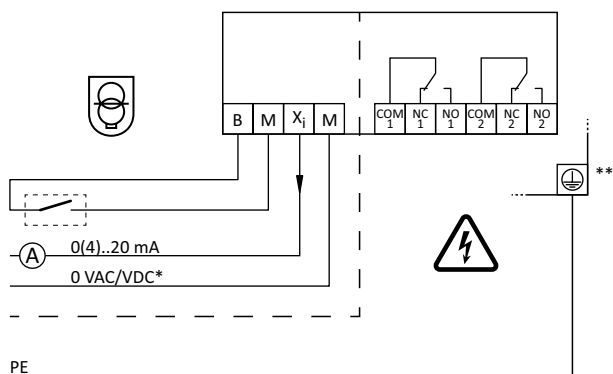 B M Xi M
COM 1 NC 1 NO 1 COM 2 NC 2 NO 2
**
A 0(4)..20 mA
0 VAC/VDC*
PE